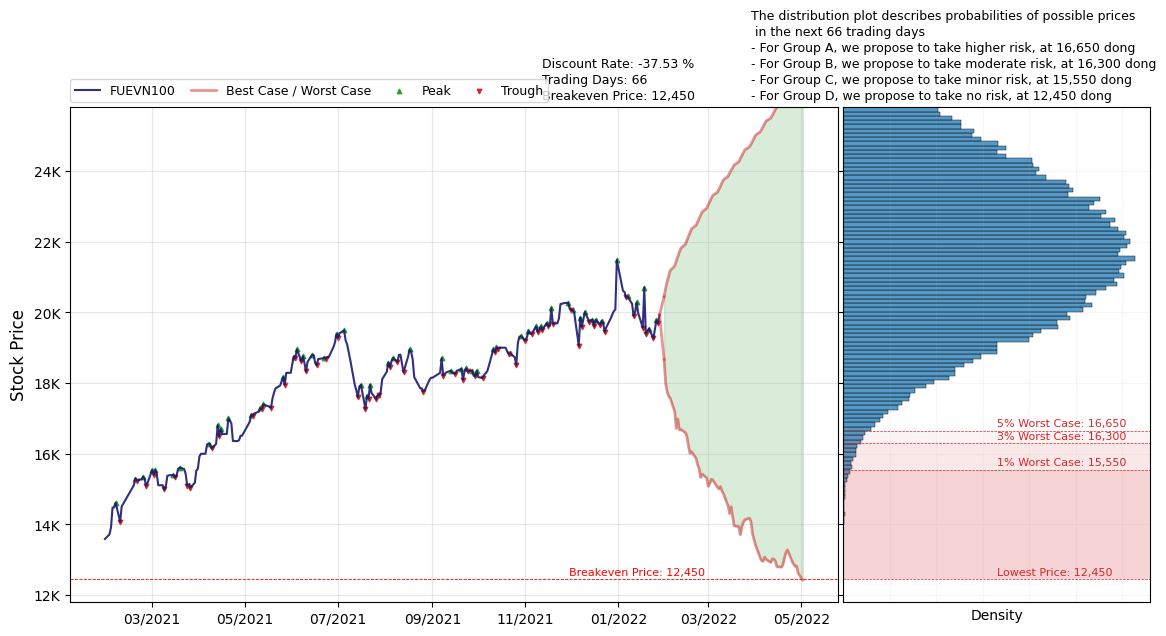 The distribution plot describes probabilities of possible prices
in the next 66 trading days
- For Group A, we propose to take higher risk, at 16,650 dong
- For Group B, we propose to take moderate risk, at 16,300 dong
- For Group C, we propose to take minor risk, at 15,550 dong
- For Group D, we propose to take no risk, at 12,450 dong
Discount Rate: -37.53 %
Trading Days: 66
Breakeven Price: 12,450
FUEVN100
Best Case / Worst Case
Peak
Trough
Stock Price
24K
22K
20K
18K
16K
14K
12K
5% Worst Case: 16,650
3% Worst Case: 16,300
1% Worst Case: 15,550
Breakeven Price: 12,450
Lowest Price: 12,450
03/2021
05/2021
07/2021
09/2021
11/2021
01/2022
03/2022
05/2022
Density